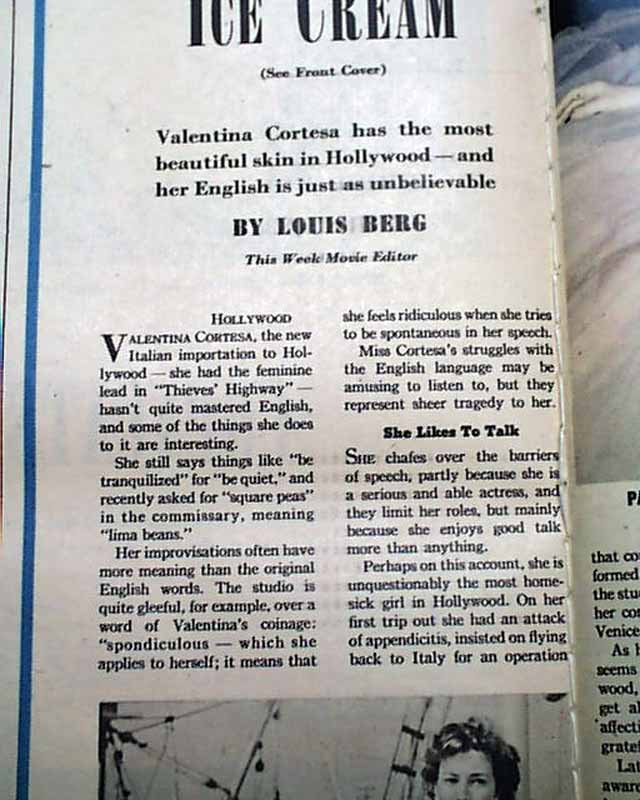 ICE CREAM
(See Front Cover)
Valentina Cortesa has the most
beautiful skin in Hollywood — and
her English is just as unbelievable
BY LOUIS BERG
This Week Movie Editor
HOLLYWOOD
VALENTINA CORTESA, the new
Italian importation to Hol-
lywood — she had the feminine
lead in “Thieves’ Highway” —
hasn’t quite mastered English,
and some of the things she does
to it are interesting.
She still says things like “be
tranquilized” for “be quiet,” and
recently asked for “square peas”
in the commissary, meaning
“lima beans.”
Her improvisations often have
more meaning than the original
English words. The studio is
quite gleeful, for example, over a
word of Valentina’s coinage:
“spondiculous — which she
applies to herself; it means that
she feels ridiculous when she tries
to be spontaneous in her speech.
Miss Cortesa’s struggles with
the English language may be
amusing to listen to, but they
represent sheer tragedy to her.
She Likes To Talk
SHE chafes over the barriers
of speech, partly because she is
a serious and able actress, and
they limit her roles, but mainly
because she enjoys good talk
more than anything.
Perhaps on this account, she is
unquestionably the most home-
sick girl in Hollywood. On her
first trip out she had an attack
of appendicitis, insisted on flying
back to Italy for an operation
that
formed
the
her
Venice
As
seems
wood,
get